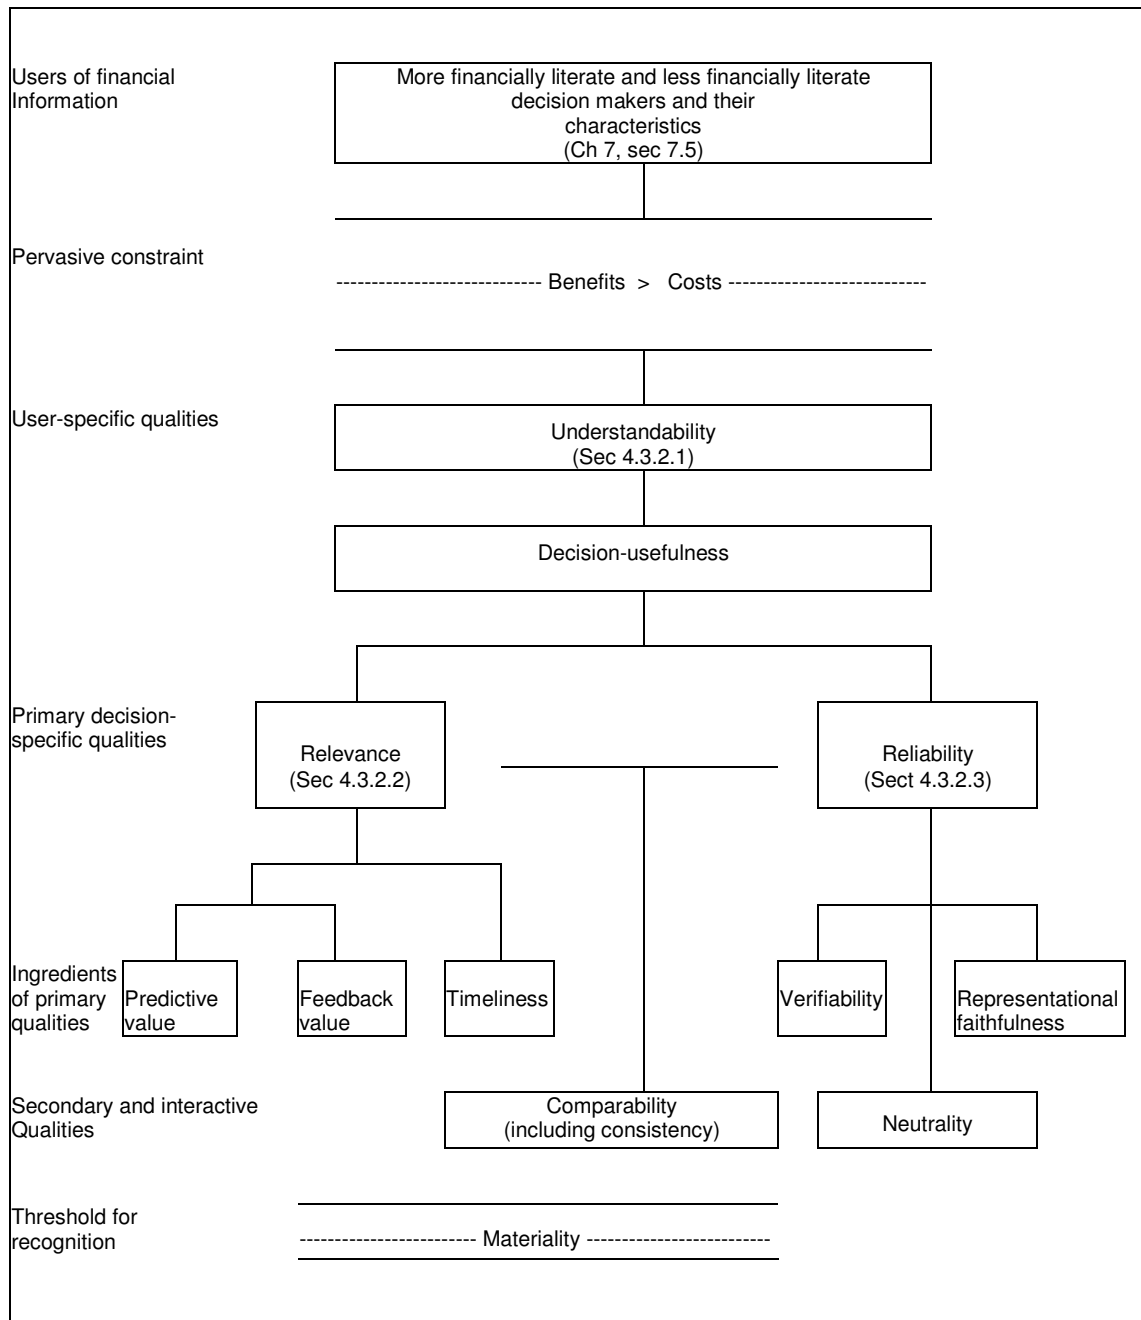 Users of financial
Information
More financially literate and less financially literate
decision makers and their
characteristics
(Ch 7, sec 7.5)
Pervasive constraint
----------------------------- Benefits  >   Costs ----------------------------
User-specific qualities
Understandability
(Sec 4.3.2.1)
Decision-usefulness
Primary decision-
specific qualities
Relevance
(Sec 4.3.2.2)
Reliability
(Sect 4.3.2.3)
Ingredients
of primary
qualities
Predictive
value
Feedback
value
Timeliness
Verifiability
Representational
faithfulness
Secondary and interactive
Qualities
Comparability
(including consistency)
Neutrality
Threshold for
recognition
------------------------- Materiality --------------------------